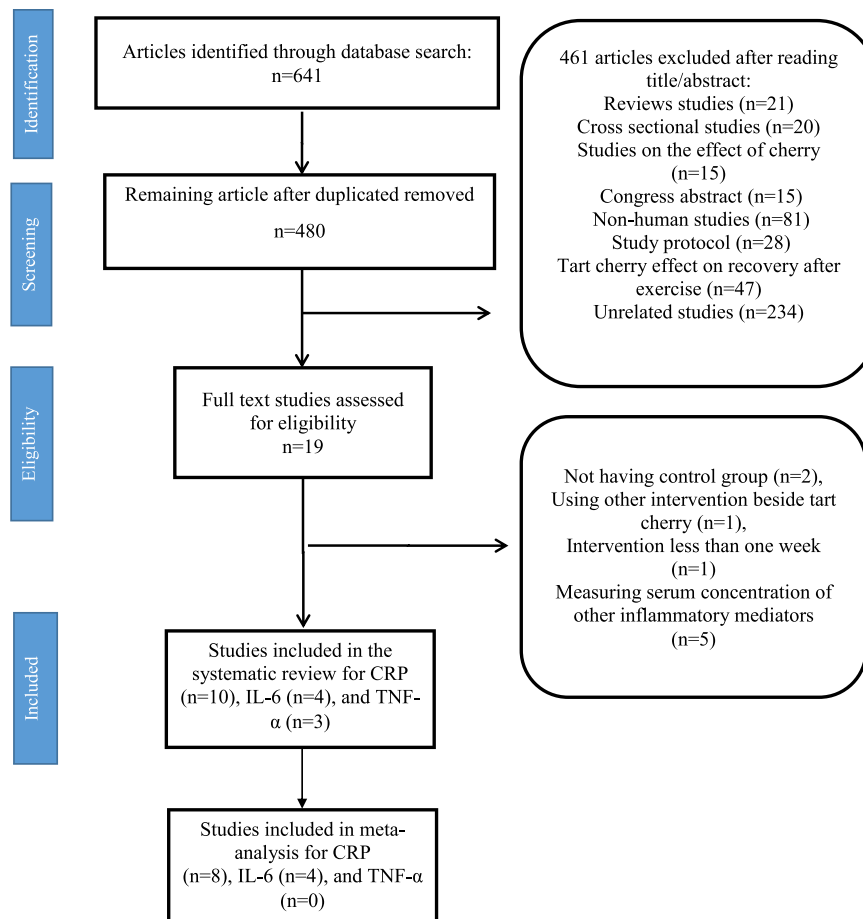 Identification
Articles identified through database search:
n=641
461 articles excluded after reading
title/abstract:
Reviews studies (n=21)
Cross sectional studies (n=20)
Studies on the effect of cherry
(n=15)
Congress abstract (n=15)
Non-human studies (n=81)
Study protocol (n=28)
Tart cherry effect on recovery after
exercise (n=47)
Unrelated studies (n=234)
Screening
Remaining article after duplicated removed
n=480
Eligibility
Full text studies assessed
for eligibility
n=19
Not having control group (n=2),
Using other intervention beside tart
cherry (n=1),
Intervention less than one week
(n=1)
Measuring serum concentration of
other inflammatory mediators
(n=5)
Included
Studies included in the
systematic review for CRP
(n=10), IL-6 (n=4), and TNF-
α (n=3)
Studies included in meta-
analysis for CRP
(n=8), IL-6 (n=4), and TNF-α
(n=0)